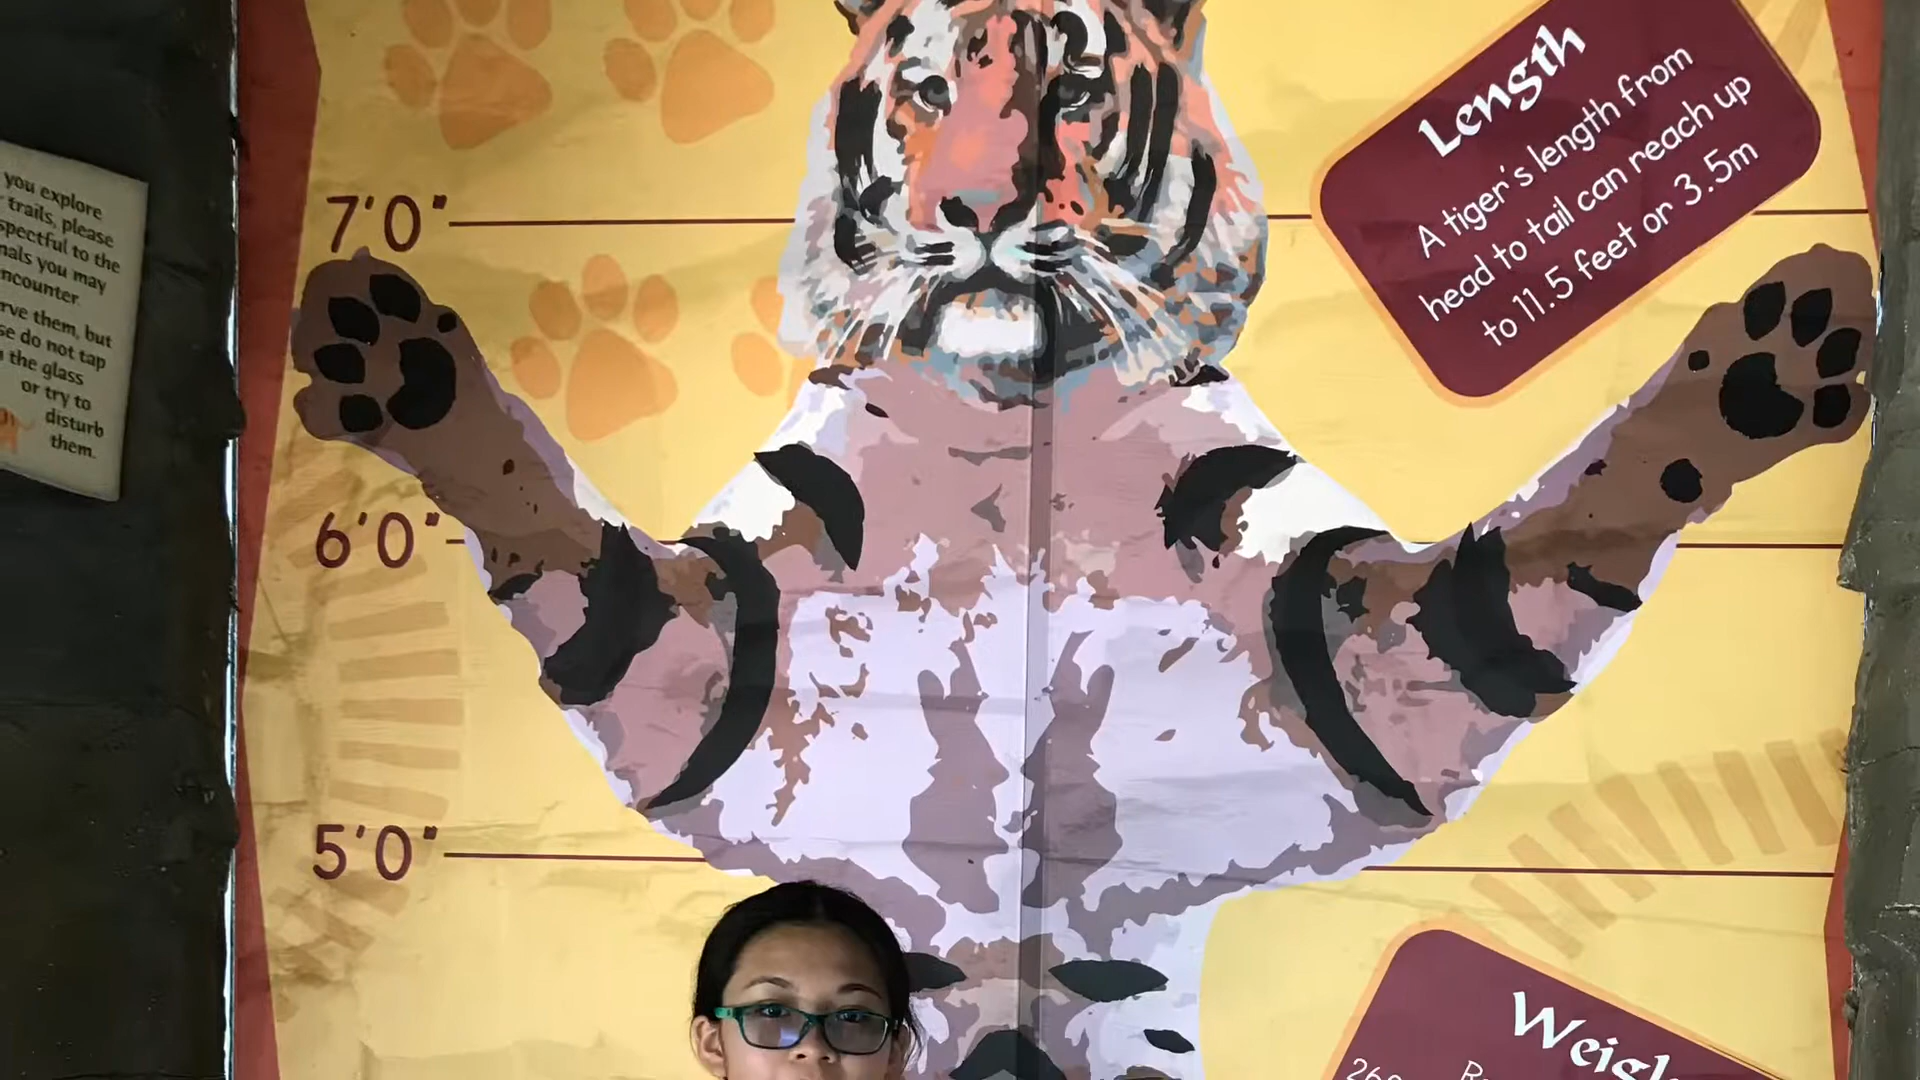 you explore
trails, please
spectful to the
nals you may
ncounter.
rve them, but
se do not tap
the glass
or try to
disturb
them.
7'0"
6'0"
5'0"
Length
A tiger's length from
head to tail can reach up
to 11.5 feet or 3.5m
Weigh